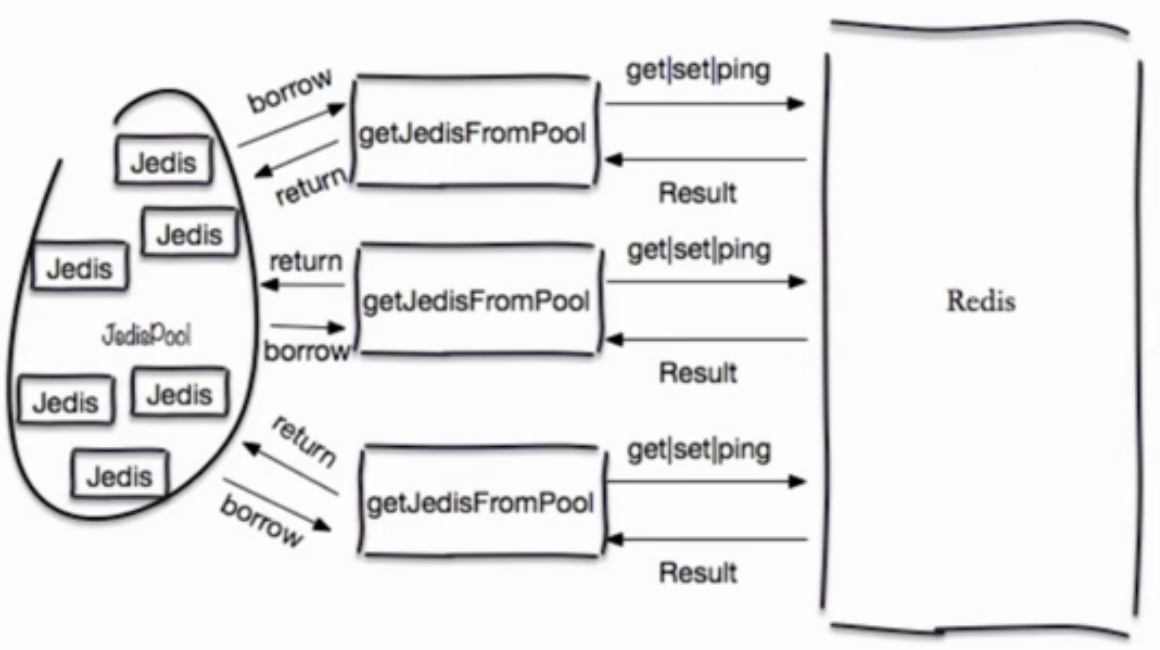 borrow
getJedisFromPool
get|set|ping
Jedis
return
Result
Jedis
Jedis
return
getJedisFromPool
get|set|ping
borrow
Result
JedisPool
Redis
Jedis
Jedis
Jedis
return
borrow
getJedisFromPool
get|set|ping
Result